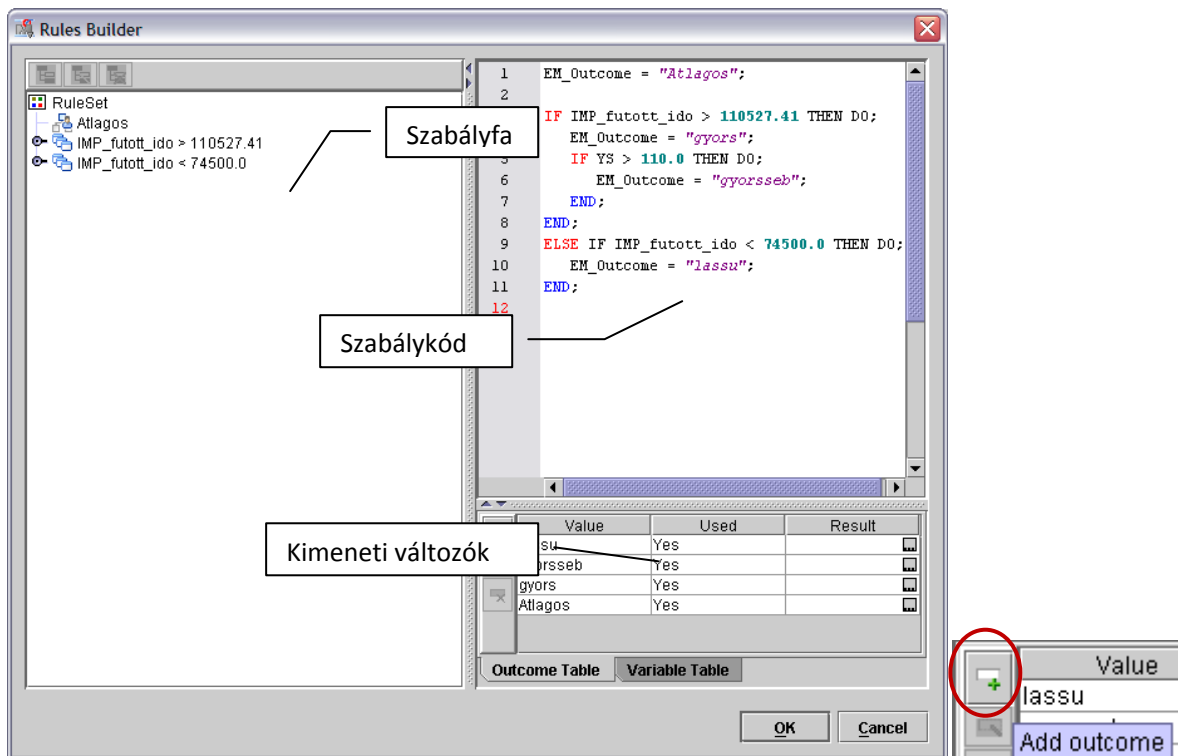 Rules Builder
RuleSet
Atlagos
IMP_futott_ido > 110527.41
IMP_futott_ido < 74500.0
Szabályfa
1 EM_Outcome = "Atlagos";
2
IF IMP_futott_ido > 110527.41 THEN DO;
EM_Outcome = "gyors";
5 IF YS > 110.0 THEN DO;
6 EM_Outcome = "gyorsseb";
7 END;
8 END;
9 ELSE IF IMP_futott_ido < 74500.0 THEN DO;
10 EM_Outcome = "lassu";
11 END;
12
Szabálykód
Kimeneti változók
Value Used Result
su Yes
orsseb Yes
gyors Yes
Atlagos Yes
Outcome Table Variable Table
OK Cancel
Value
lassu
Add outcome